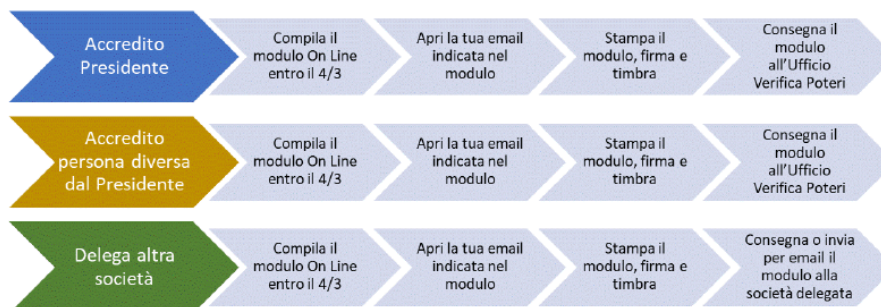 Accredito
Presidente
Compila il
modulo On Line
entro il 4/3
Apri la tua email
indicata nel
modulo
Stampa il
modulo, firma e
timbra
Consegna il
modulo
all'Ufficio
Verifica Poteri
Accredito
persona diversa
dal Presidente
Compila il
modulo On Line
entro il 4/3
Apri la tua email
indicata nel
modulo
Stampa il
modulo, firma e
timbra
Consegna il
modulo
all'Ufficio
Verifica Poteri
Delega altra
società
Compila il
modulo On Line
entro il 4/3
Apri la tua email
indicata nel
modulo
Stampa il
modulo, firma e
timbra
Consegna o invia
per email il
modulo alla
società delegata